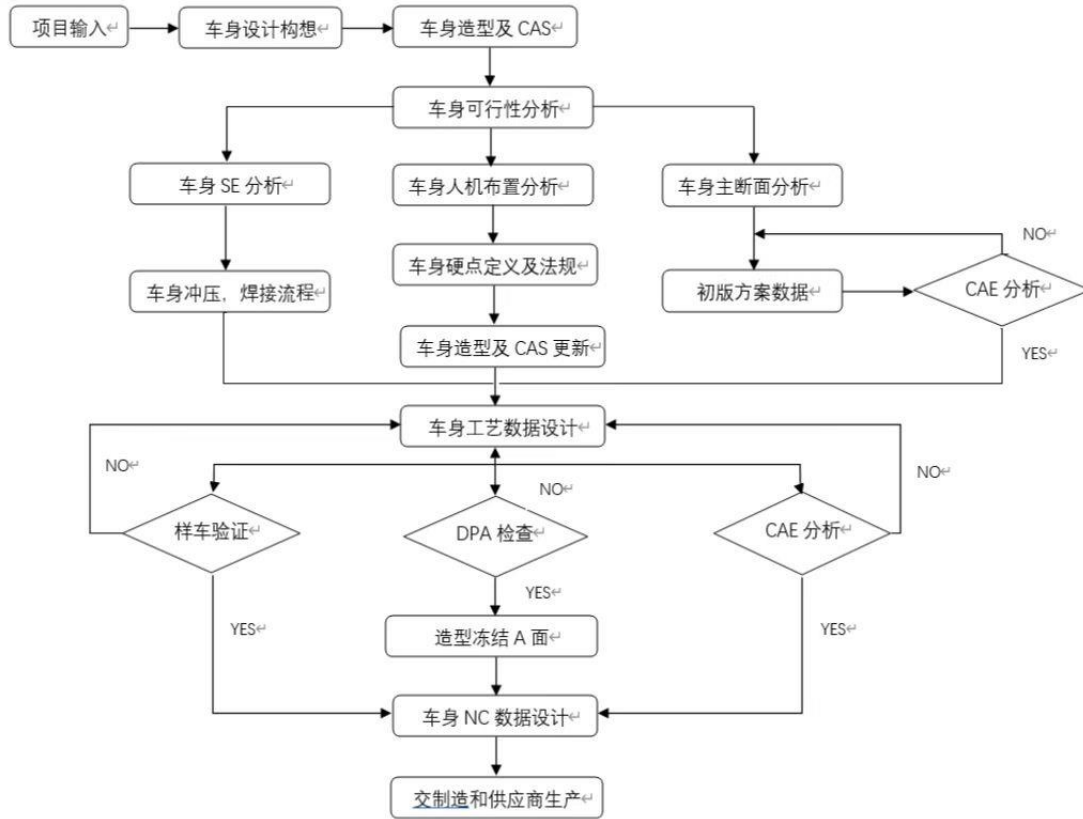 项目输入
车身设计构想
车身造型及 CAS
车身可行性分析
车身 SE 分析
车身人机布置分析
车身主断面分析
NO
车身冲压，焊接流程
车身硬点定义及法规
初版方案数据
CAE 分析
车身造型及 CAS 更新
YES
车身工艺数据设计
NO
NO
NO
样车验证
DPA 检查
CAE 分析
YES
YES
YES
造型冻结 A 面
车身 NC 数据设计
交制造和供应商生产